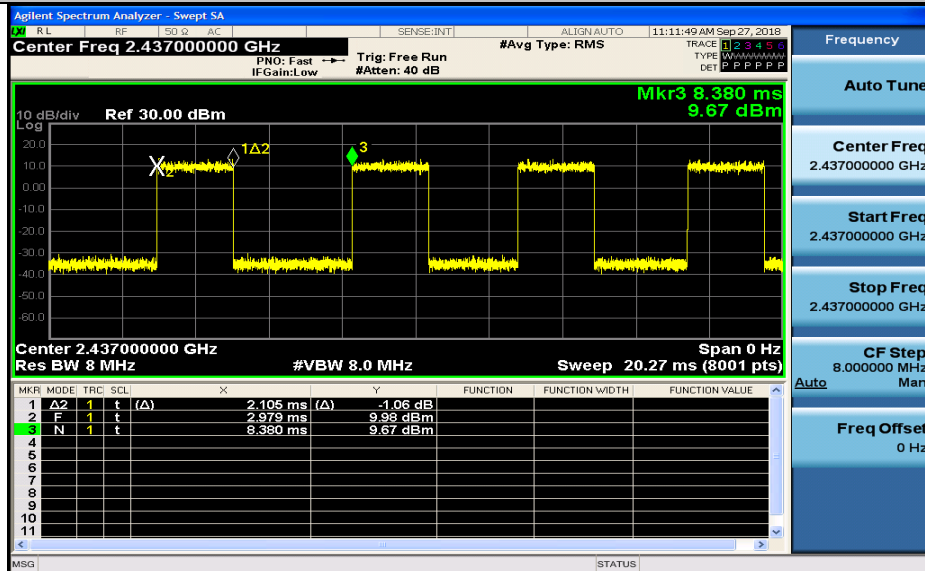 Agilent Spectrum Analyzer - Swept SA
LXI RL RF 50 Ω AC SENSE:INT ALIGN AUTO 11:11:49 AM Sep 27, 2018
Center Freq 2.437000000 GHz
PNO: Fast
IFGain:Low
Trig: Free Run
#Atten: 40 dB
#Avg Type: RMS
TRACE 1 2 3 4 5 6
TYPE WWWWWW
DET P P P P P P
Mkr3 8.380 ms
9.67 dBm
10 dB/div Ref 30.00 dBm
Log
20.0
10.0
0.00
-10.0
-20.0
-30.0
-40.0
-50.0
-60.0
X2
1Δ2
3
Center 2.437000000 GHz Span 0 Hz
Res BW 8 MHz #VBW 8.0 MHz Sweep 20.27 ms (8001 pts)
MKR MODE TRC SCL X Y FUNCTION FUNCTION WIDTH FUNCTION VALUE
1 Δ2 1 t (Δ) 2.105 ms (Δ) -1.06 dB
2 F 1 t 2.979 ms 9.98 dBm
3 N 1 t 8.380 ms 9.67 dBm
4
5
6
7
8
9
10
11
MSG STATUS
Frequency
Auto Tune
Center Freq
2.437000000 GHz
Start Freq
2.437000000 GHz
Stop Freq
2.437000000 GHz
CF Step
8.000000 MHz
Auto Man
Freq Offset
0 Hz